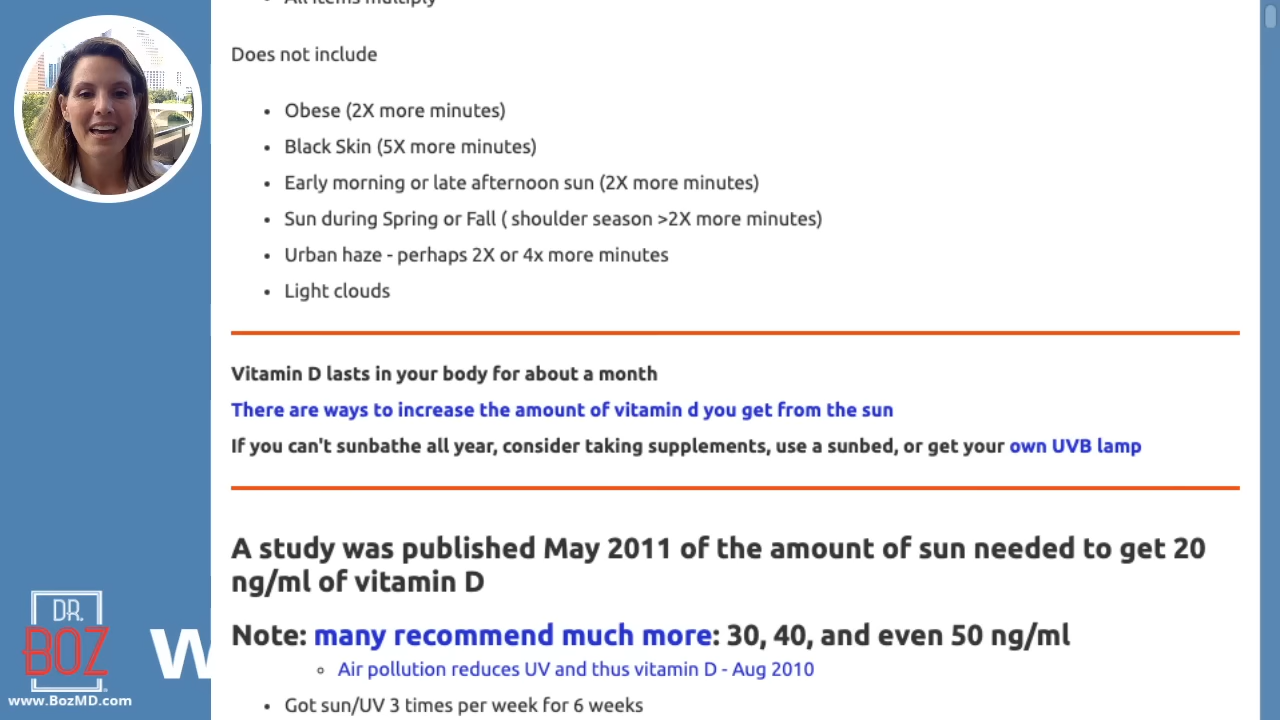 All items multiply
Does not include
• Obese (2X more minutes)
• Black Skin (5X more minutes)
• Early morning or late afternoon sun (2X more minutes)
• Sun during Spring or Fall ( shoulder season >2X more minutes)
• Urban haze - perhaps 2X or 4x more minutes
• Light clouds
Vitamin D lasts in your body for about a month
There are ways to increase the amount of vitamin d you get from the sun
If you can't sunbathe all year, consider taking supplements, use a sunbed, or get your own UVB lamp
A study was published May 2011 of the amount of sun needed to get 20
ng/ml of vitamin D
Note: many recommend much more: 30, 40, and even 50 ng/ml
◦ Air pollution reduces UV and thus vitamin D - Aug 2010
• Got sun/UV 3 times per week for 6 weeks
DR.
BOZ
W
www.BozMD.com